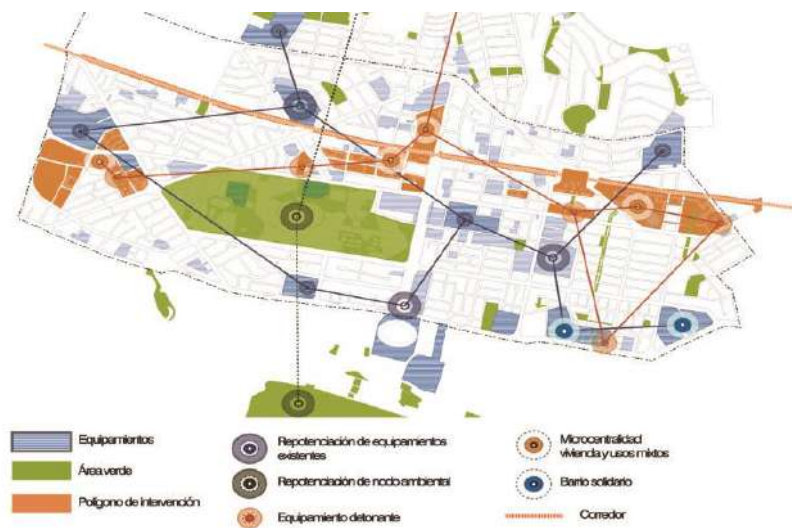 Equipamientos
Área verde
Polígono de intervención
Repotenciación de equipamientos
existentes
Repotenciación de nodo ambiental
Equipamiento detonante
Microcentralidad
vivienda y usos mixtos
Barrio solidario
Corredor